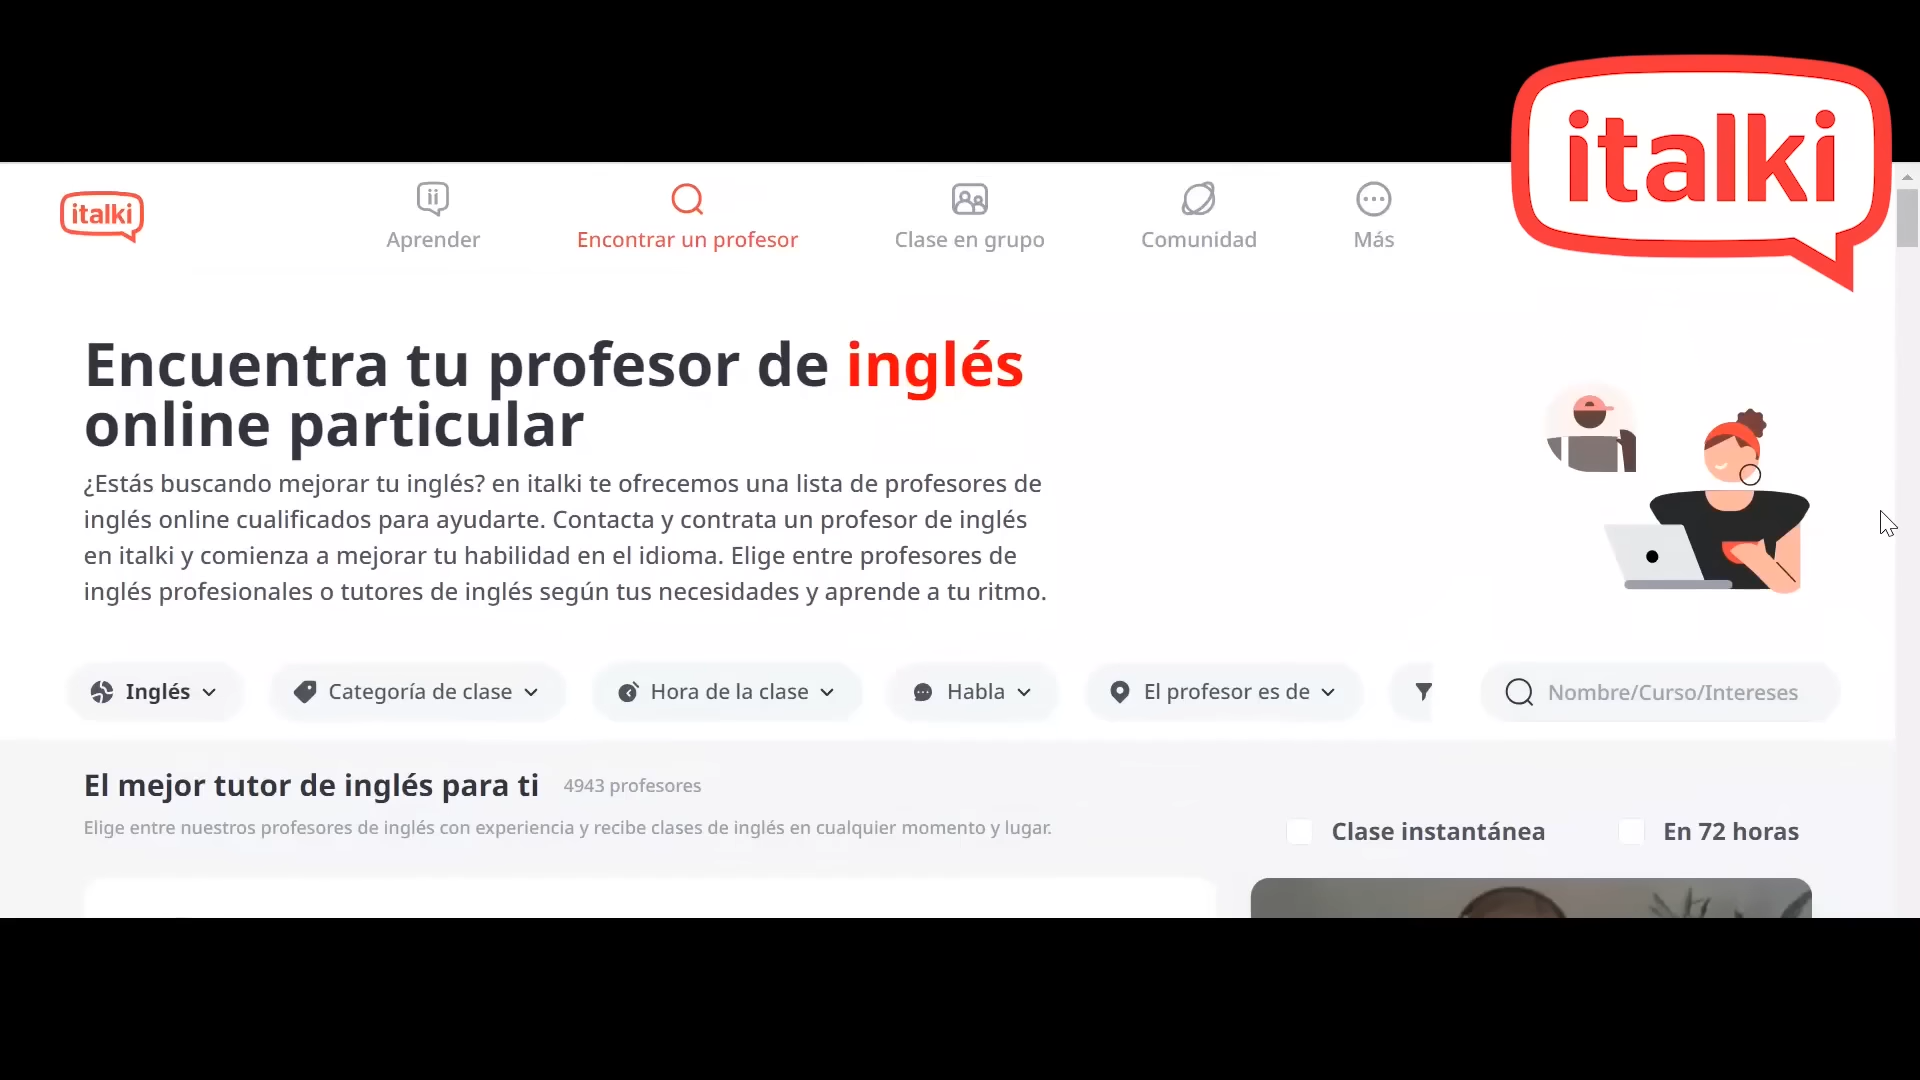 italki
italki
Aprender
Encontrar un profesor
Clase en grupo
Comunidad
Más
Encuentra tu profesor de inglés
online particular
¿Estás buscando mejorar tu inglés? en italki te ofrecemos una lista de profesores de
inglés online cualificados para ayudarte. Contacta y contrata un profesor de inglés
en italki y comienza a mejorar tu habilidad en el idioma. Elige entre profesores de
inglés profesionales o tutores de inglés según tus necesidades y aprende a tu ritmo.
Inglés
Categoría de clase
Hora de la clase
Habla
El profesor es de
Nombre/Curso/Intereses
El mejor tutor de inglés para ti 4943 profesores
Elige entre nuestros profesores de inglés con experiencia y recibe clases de inglés en cualquier momento y lugar.
Clase instantánea
En 72 horas